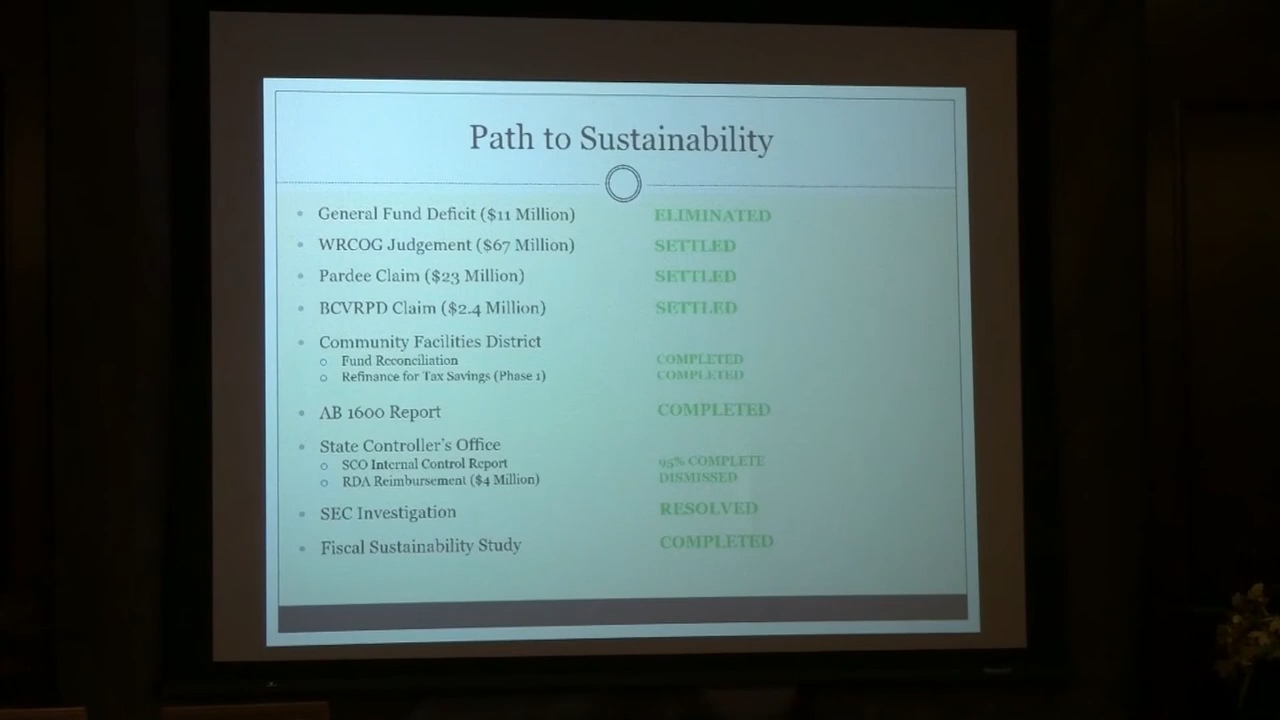 Path to Sustainability
General Fund Deficit ($11 Million) ELIMINATED
WRCOG Judgement ($67 Million) SETTLED
Pardee Claim ($23 Million) SETTLED
BCVRPD Claim ($2.4 Million) SETTLED
Community Facilities District
Fund Reconciliation COMPLETED
Refinance for Tax Savings (Phase 1) COMPLETED
AB 1600 Report COMPLETED
State Controller's Office
SCO Internal Control Report 95% COMPLETE
RDA Reimbursement ($4 Million) DISMISSED
SEC Investigation RESOLVED
Fiscal Sustainability Study COMPLETED